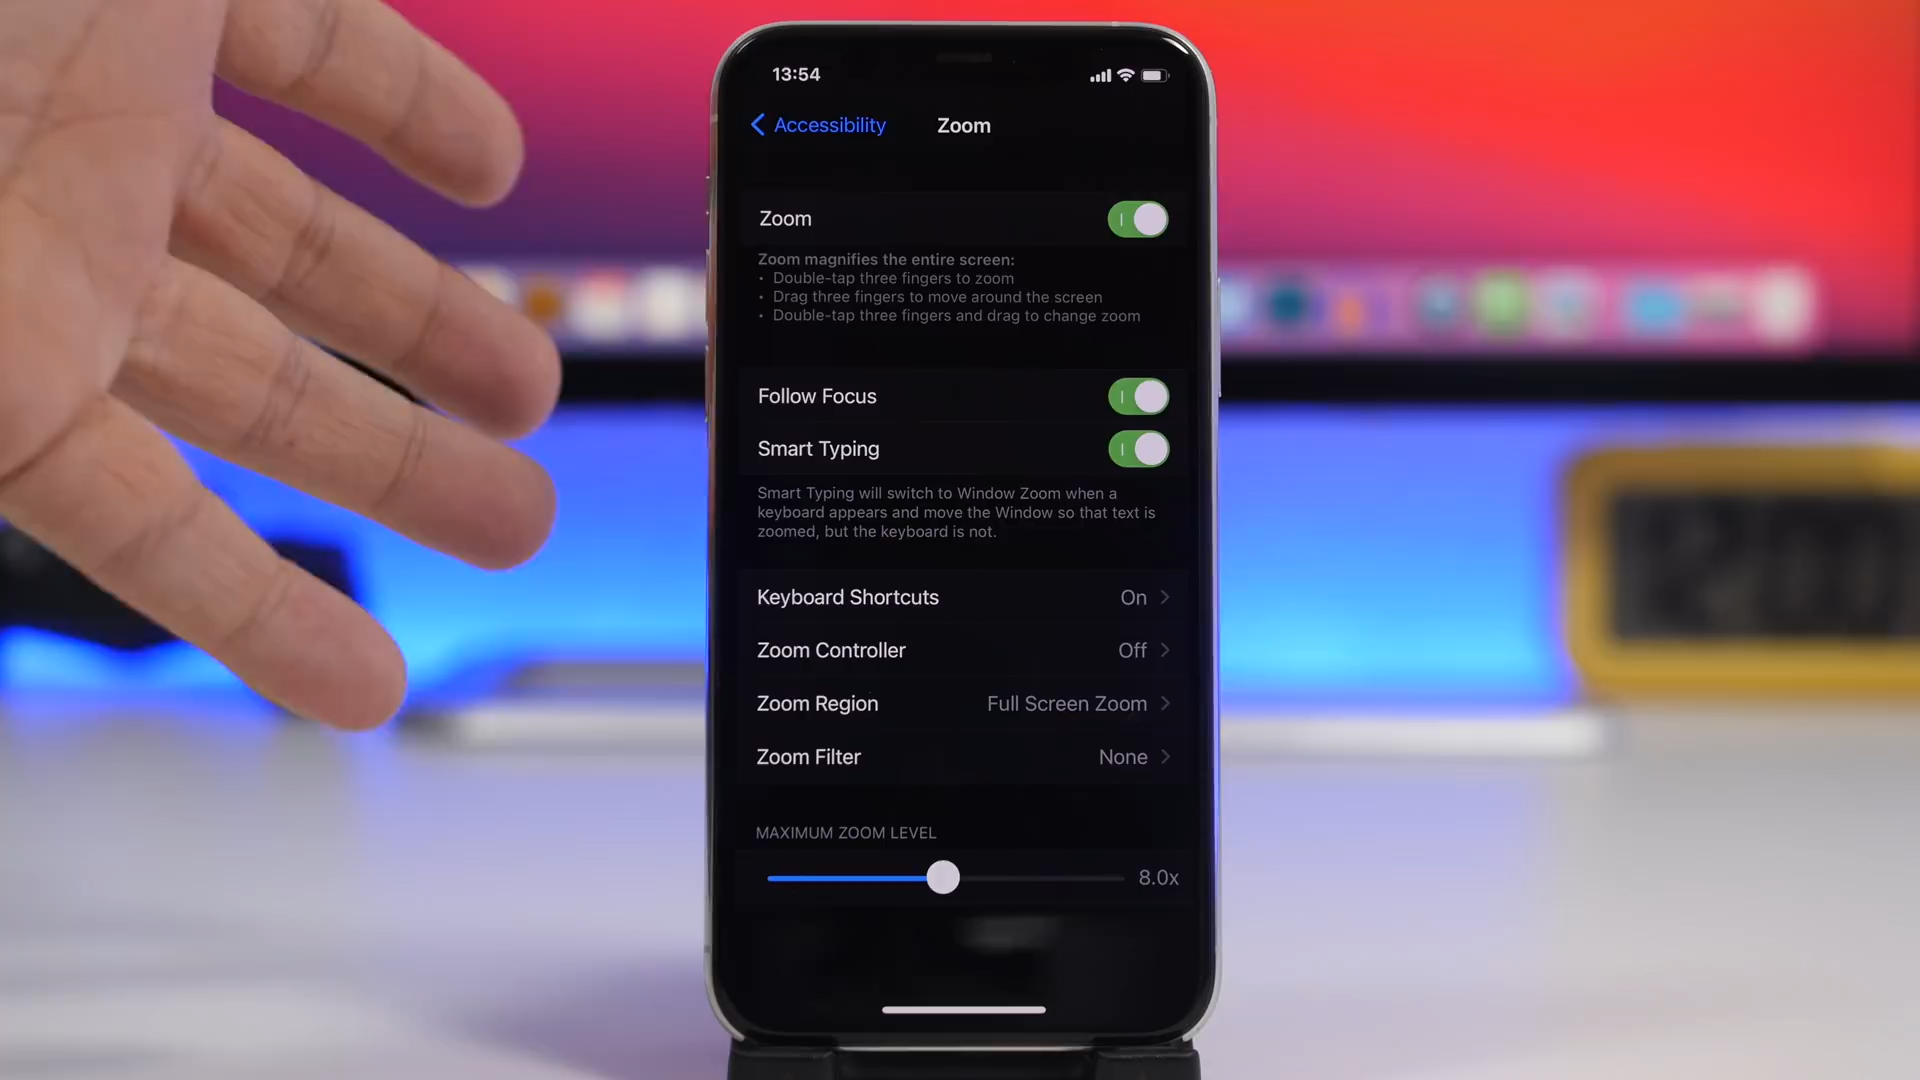 13:54
Accessibility
Zoom
Zoom
Zoom magnifies the entire screen:
• Double-tap three fingers to zoom
• Drag three fingers to move around the screen
• Double-tap three fingers and drag to change zoom
Follow Focus
Smart Typing
Smart Typing will switch to Window Zoom when a
keyboard appears and move the Window so that text is
zoomed, but the keyboard is not.
Keyboard Shortcuts On
Zoom Controller Off
Zoom Region Full Screen Zoom
Zoom Filter None
MAXIMUM ZOOM LEVEL
8.0x